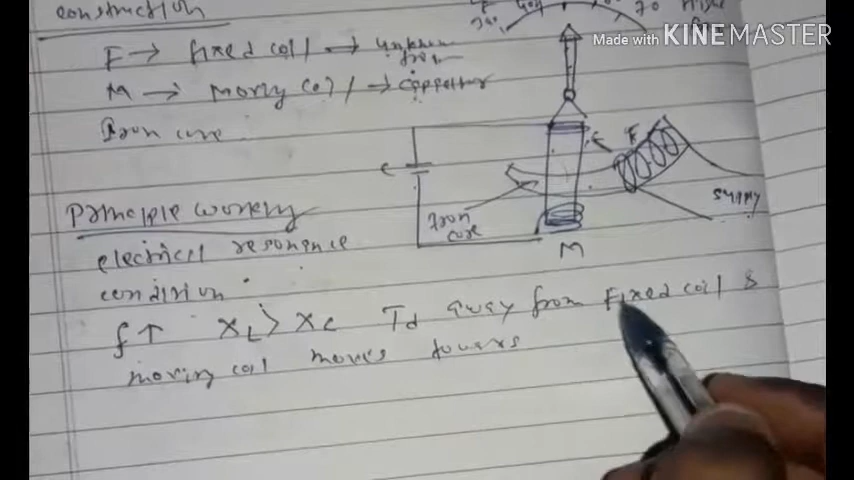 construction
F → fixed coil →
M → moving coil →
Iron core
F
C
supply
Iron core
M
Principle working
electrical resonance
condition
f↑ XL > XC Td away from Fixed coil &
moving coil moves towards
Made with KINEMASTER